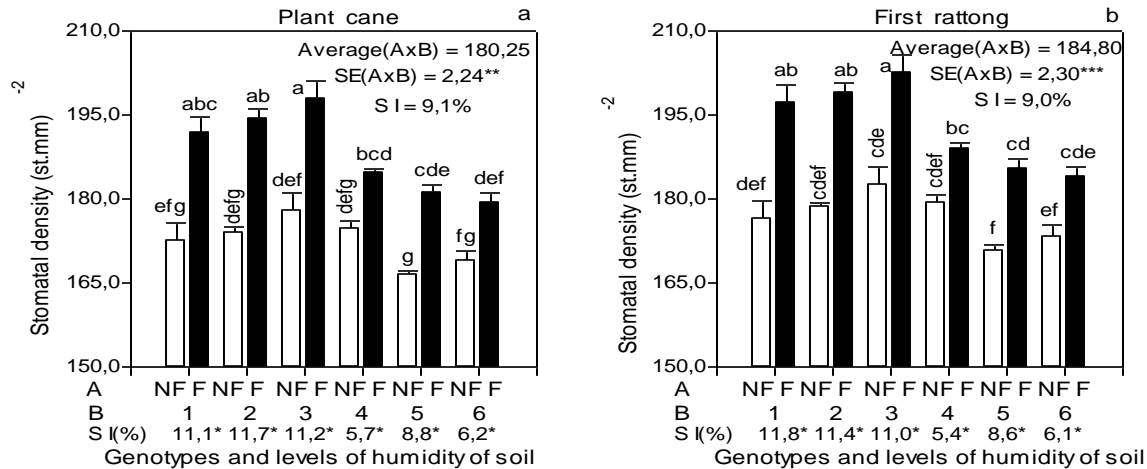 Plant cane a
210,0
195,0
180,0
165,0
150,0
Stomatal density (st.mm) -2
Average(AxB) = 180,25
SE(AxB) = 2,24**
S I = 9,1%
efg abc defg ab def a defg bcd g cde fg def
A NF F NF F NF F NF F NF F NF F
B 1 2 3 4 5 6
S I(%) 11,1* 11,7* 11,2* 5,7* 8,8* 6,2*
Genotypes and levels of humidity of soil
First rattong b
210,0
195,0
180,0
165,0
150,0
Stomatal density (st.mm) -2
Average(AxB) = 184,80
SE(AxB) = 2,30***
S I = 9,0%
def ab cdef ab cde a cdef bc f cd ef cde
A NF F NF F NF F NF F NF F NF F
B 1 2 3 4 5 6
S I(%) 11,8* 11,4* 11,0* 5,4* 8,6* 6,1*
Genotypes and levels of humidity of soil